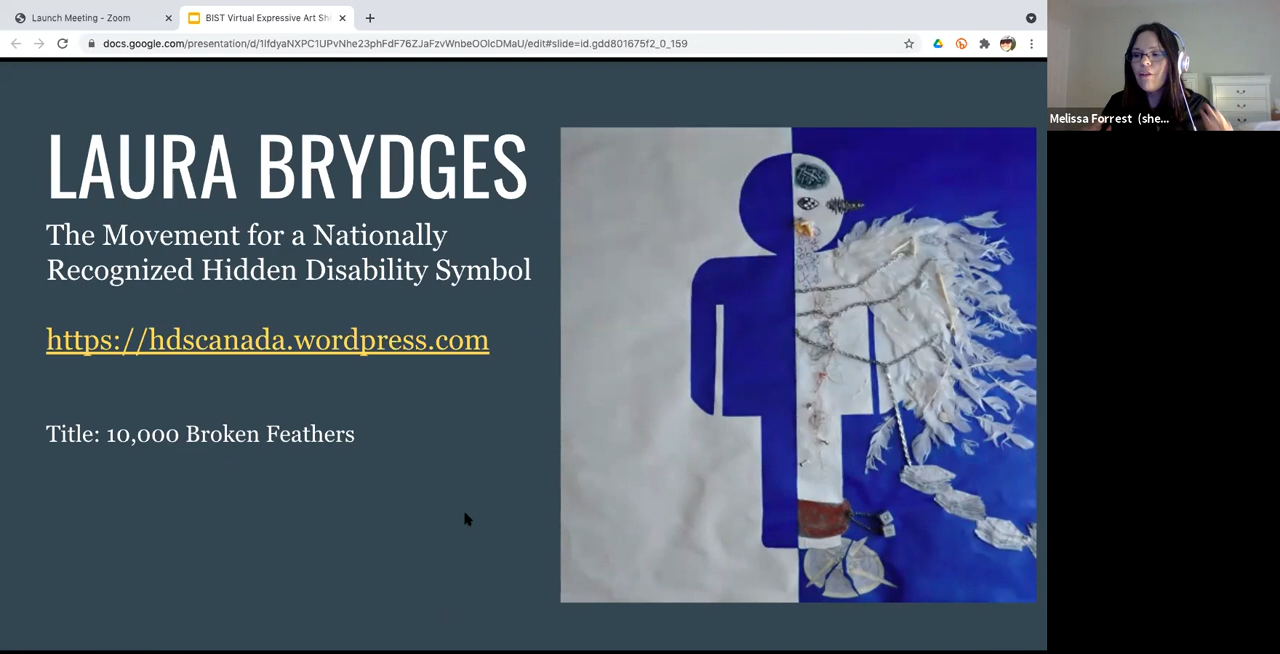 Launch Meeting - Zoom
BIST Virtual Expressive Art Sh
docs.google.com/presentation/d/1lfdyaNXPC1UPvNhe23phFdF76ZJaFzvWnbeOOlcDMaU/edit#slide=id.gdd801675f2_0_159
LAURA BRYDGES
The Movement for a Nationally
Recognized Hidden Disability Symbol
https://hdscanada.wordpress.com
Title: 10,000 Broken Feathers
Melissa Forrest (she...